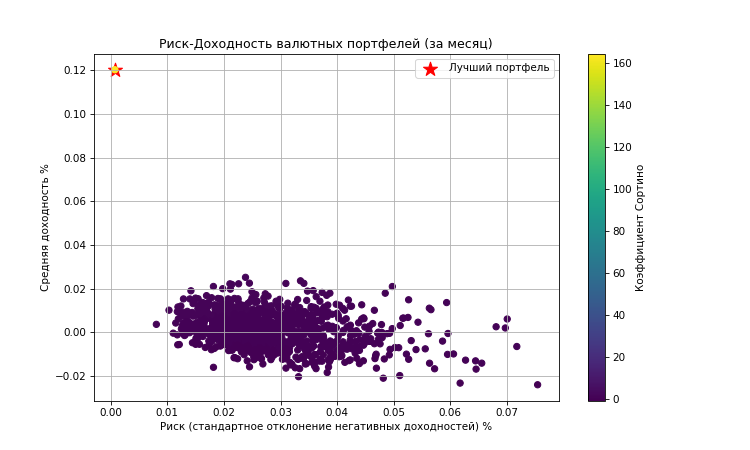 Риск-Доходность валютных портфелей (за месяц)
Лучший портфель
Средняя доходность %
0.12
0.10
0.08
0.06
0.04
0.02
0.00
−0.02
0.00 0.01 0.02 0.03 0.04 0.05 0.06 0.07
Риск (стандартное отклонение негативных доходностей) %
160
140
120
100
80
60
40
20
0
Коэффициент Сортино